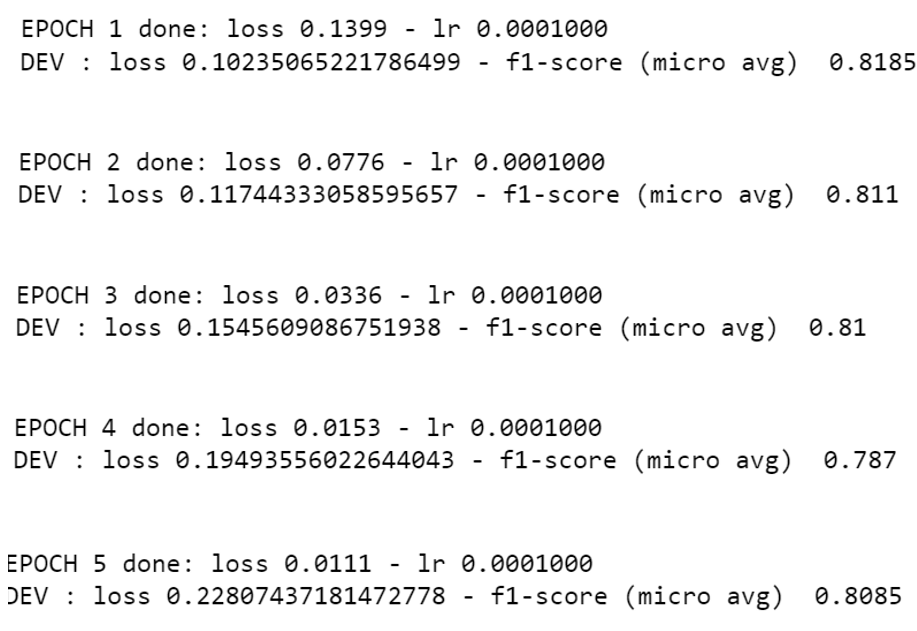 EPOCH 1 done: loss 0.1399 - lr 0.0001000
DEV : loss 0.10235065221786499 - f1-score (micro avg)  0.8185
EPOCH 2 done: loss 0.0776 - lr 0.0001000
DEV : loss 0.11744333058595657 - f1-score (micro avg)  0.811
EPOCH 3 done: loss 0.0336 - lr 0.0001000
DEV : loss 0.1545609086751938 - f1-score (micro avg)  0.81
EPOCH 4 done: loss 0.0153 - lr 0.0001000
DEV : loss 0.19493556022644043 - f1-score (micro avg)  0.787
EPOCH 5 done: loss 0.0111 - lr 0.0001000
DEV : loss 0.22807437181472778 - f1-score (micro avg)  0.8085